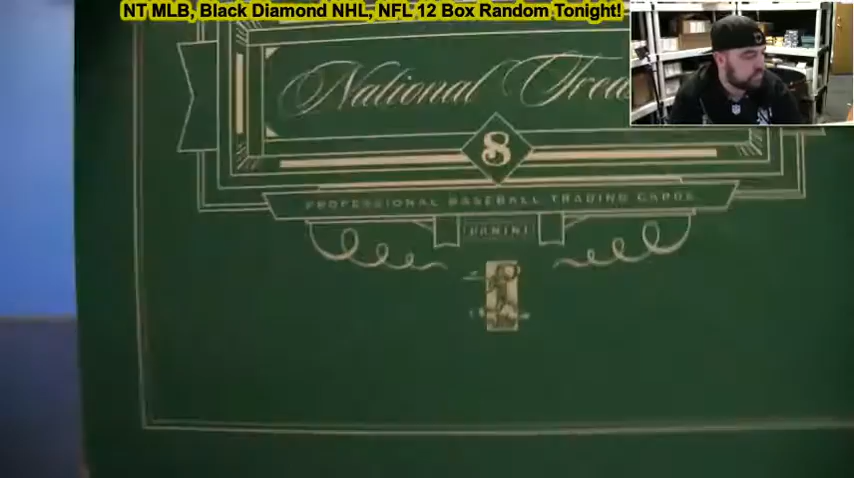 NT MLB, Black Diamond NHL, NFL 12 Box Random Tonight!
National Trea
8
PROFESSIONAL BASEBALL TRADING CARDS
PANINI